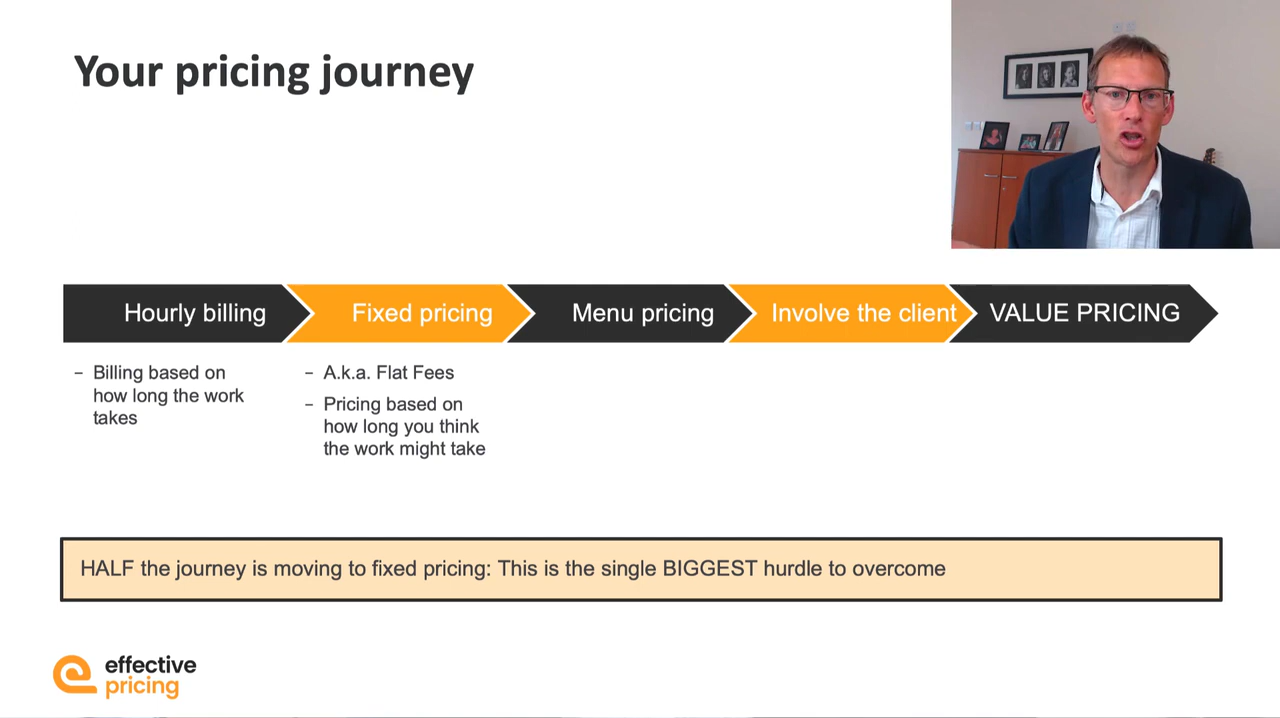 Your pricing journey
Hourly billing
Fixed pricing
Menu pricing
Involve the client
VALUE PRICING
– Billing based on
how long the work
takes
– A.k.a. Flat Fees
– Pricing based on
how long you think
the work might take
HALF the journey is moving to fixed pricing: This is the single BIGGEST hurdle to overcome
effective
pricing